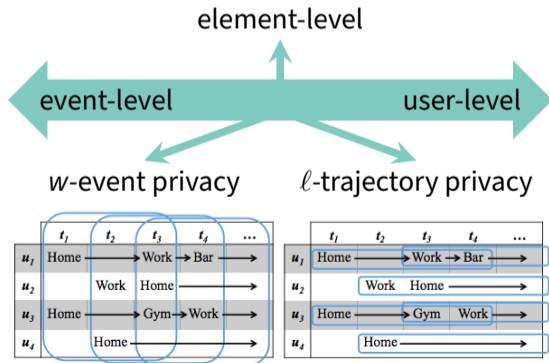 element-level
event-level user-level
w-event privacy ℓ-trajectory privacy
t1 t2 t3 t4 ...
u1 Home Work Bar
u2 Work Home
u3 Home Gym Work
u4 Home
t1 t2 t3 t4 ...
u1 Home Work Bar
u2 Work Home
u3 Home Gym Work
u4 Home